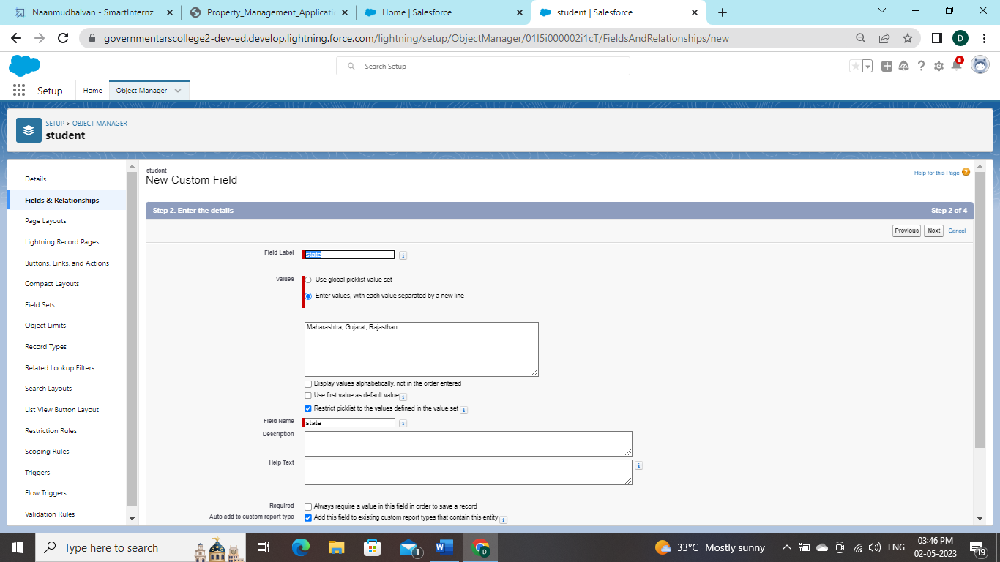 Naanmudhalvan - SmartInternz
Property_Management_Applicati
Home | Salesforce
student | Salesforce
governmentarscollege2-dev-ed.develop.lightning.force.com/lightning/setup/ObjectManager/01I5i000002i1cT/FieldsAndRelationships/new
D
Search Setup
8
Setup
Home
Object Manager
SETUP > OBJECT MANAGER
student
Details
Fields & Relationships
Page Layouts
Lightning Record Pages
Buttons, Links, and Actions
Compact Layouts
Field Sets
Object Limits
Record Types
Related Lookup Filters
Search Layouts
List View Button Layout
Restriction Rules
Scoping Rules
Triggers
Flow Triggers
Validation Rules
student
New Custom Field
Help for this Page
Step 2. Enter the details
Step 2 of 4
Previous
Next
Cancel
Field Label
state
Values
Use global picklist value set
Enter values, with each value separated by a new line
Maharashtra, Gujarat, Rajasthan
Display values alphabetically, not in the order entered
Use first value as default value
Restrict picklist to the values defined in the value set
Field Name
state
Description
Help Text
Required
Always require a value in this field in order to save a record
Auto add to custom report type
Add this field to existing custom report types that contain this entity
Type here to search
1
D
33°C Mostly sunny
ENG
03:46 PM
02-05-2023
19